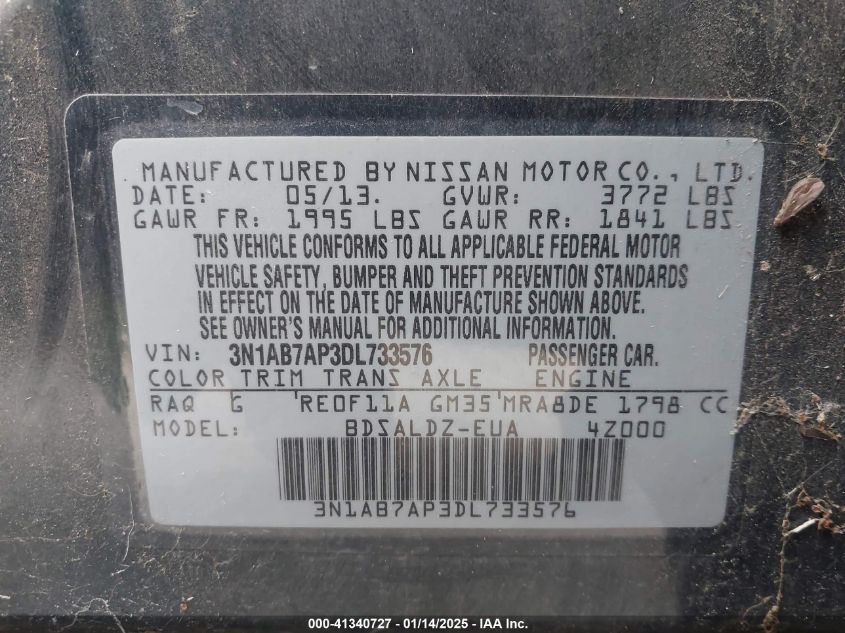 MANUFACTURED BY NISSAN MOTOR CO., LTD.
DATE: 05/13. GVWR: 3772 LBS
GAWR FR: 1995 LBS GAWR RR: 1841 LBS
THIS VEHICLE CONFORMS TO ALL APPLICABLE FEDERAL MOTOR
VEHICLE SAFETY, BUMPER AND THEFT PREVENTION STANDARDS
IN EFFECT ON THE DATE OF MANUFACTURE SHOWN ABOVE.
SEE OWNER'S MANUAL FOR ADDITIONAL INFORMATION
VIN: 3N1AB7AP3DL733576 PASSENGER CAR.
COLOR TRIM TRANS AXLE ENGINE
RAQ G 'RE0F11A GM35'MRA8DE 1798 CC
MODEL: BDSALDZ-EUA 4Z000
3N1AB7AP3DL733576
000-41340727 - 01/14/2025 - IAA Inc.